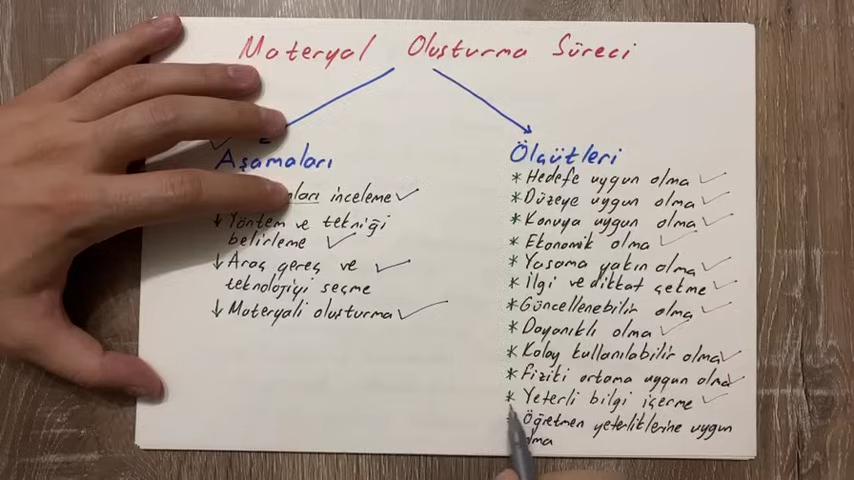 Materyal Oluşturma Süreci
Aşamaları
inceleme ✓
↓ Yöntem ve tekniği
belirleme ✓
↓ Araç gereç ve ✓
teknolojiyi seçme
↓ Materyali oluşturma ✓
Ölçütleri
* Hedefe uygun olma ✓
* Düzeye uygun olma ✓
* Konuya uygun olma ✓
* Ekonomik olma ✓
* Yaşama yakın olma ✓
* İlgi ve dikkat çekme ✓
* Güncellenebilir olma ✓
* Dayanıklı olma ✓
* Kolay kullanılabilir olma ✓
* Fiziki ortama uygun olma ✓
* Yeterli bilgi içerme ✓
Öğretmen yeterliklerine uygun
olma